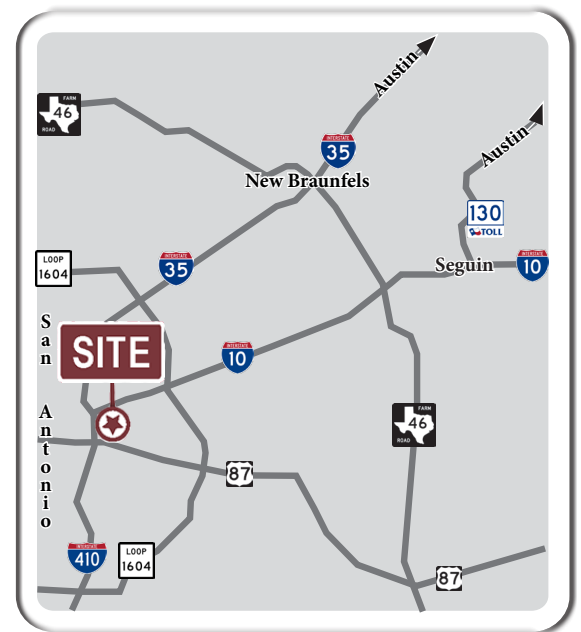 Austin
FARM
46
ROAD
Austin
INTERSTATE
35
New Braunfels
130
TOLL
LOOP
1604
INTERSTATE
35
Seguin
INTERSTATE
10
San
SITE
INTERSTATE
10
Antonio
FARM
46
ROAD
87
INTERSTATE
410
LOOP
1604
87